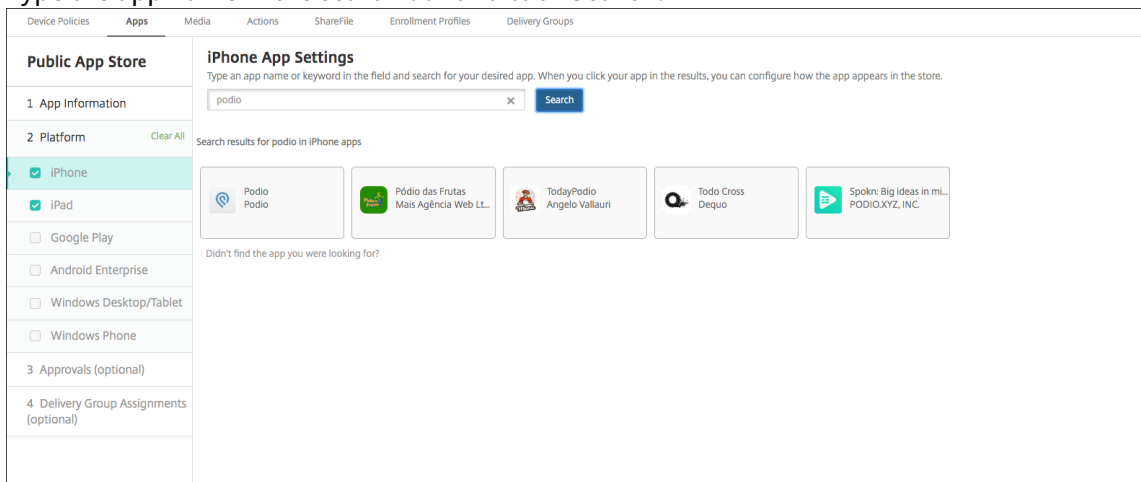 Device Policies Apps Media Actions ShareFile Enrollment Profiles Delivery Groups
Public App Store
1 App Information
2 Platform Clear All
iPhone
iPad
Google Play
Android Enterprise
Windows Desktop/Tablet
Windows Phone
3 Approvals (optional)
4 Delivery Group Assignments
(optional)
iPhone App Settings
Type an app name or keyword in the field and search for your desired app. When you click your app in the results, you can configure how the app appears in the store.
podio Search
Search results for podio in iPhone apps
Podio
Podio
Pódio das Frutas
Mais Agência Web Lt...
TodayPodio
Angelo Vallauri
Todo Cross
Dequo
Spokn: Big ideas in mi...
PODIO.XYZ, INC.
Didn't find the app you were looking for?